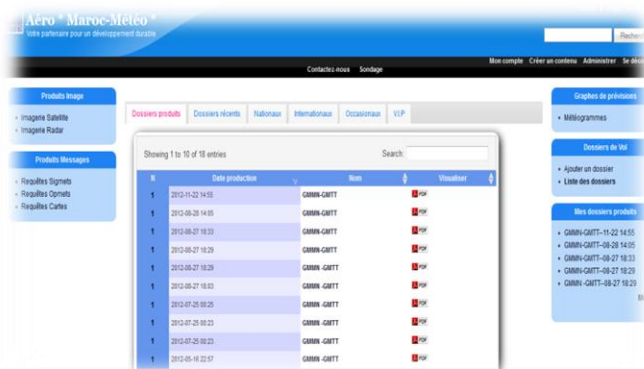 Aéro * Maroc-Météo *
Votre partenaire pour un dévelopement durable
Mon compte Créer un contenu Administrer Se déco
Contactez-nous Sondage
Produits Image
Imagerie Satellite
Imagerie Radar
Produits Messages
Requêtes Sigmets
Requêtes Opmets
Requêtes Cartes
Dossiers produits Dossiers récents Nationaux Internationaux Occasionaux V.I.P
Showing 1 to 10 of 18 entries Search:
N Date production Nom Visualiser
1 2012-11-22 14:55 GMMN-GMTT PDF
1 2012-08-28 14:05 GMMN-GMTT PDF
1 2012-08-27 18:33 GMMN-GMTT PDF
1 2012-08-27 18:29 GMMN-GMTT PDF
1 2012-08-27 18:29 GMMN -GMTT PDF
1 2012-08-27 18:03 GMMN -GMTT PDF
1 2012-07-25 00:25 GMMN -GMTT PDF
1 2012-07-25 00:23 GMMN -GMTT PDF
1 2012-07-25 00:23 GMMN -GMTT PDF
1 2012-05-16 22:57 GMMN -GMTT PDF
Graphes de prévisions
Météogrammes
Dossiers de Vol
Ajouter un dossier
Liste des dossiers
Mes dossiers produits
GMMN-GMTT--11-22 14:55
GMMN-GMTT--08-28 14:05
GMMN-GMTT--08-27 18:33
GMMN-GMTT--08-27 18:29
GMMN -GMTT--08-27 18:29